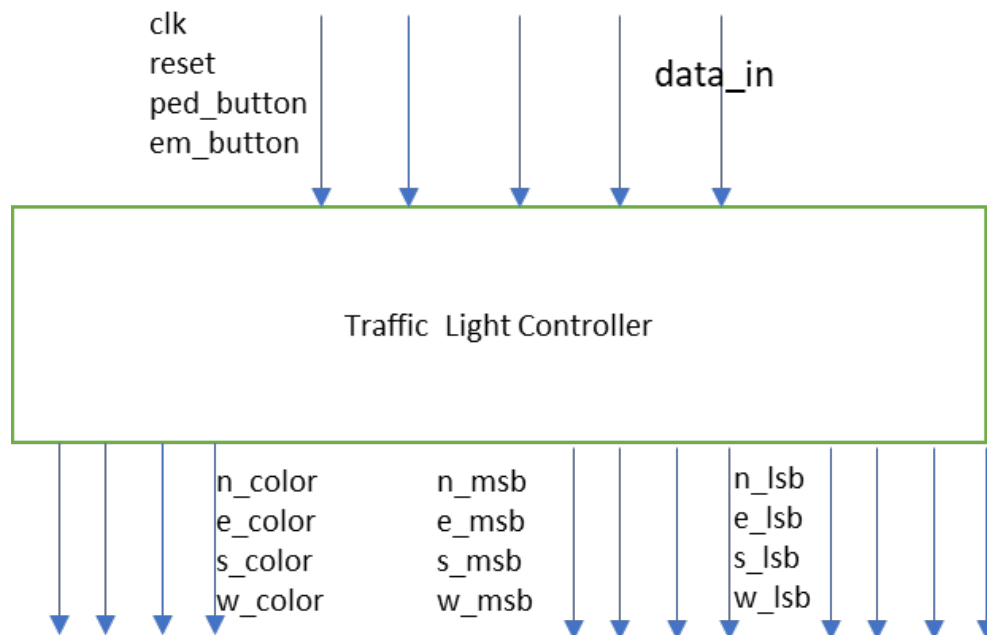 clk
reset
ped_button
em_button
data_in
Traffic Light Controller
n_color
e_color
s_color
w_color
n_msb
e_msb
s_msb
w_msb
n_lsb
e_lsb
s_lsb
w_lsb